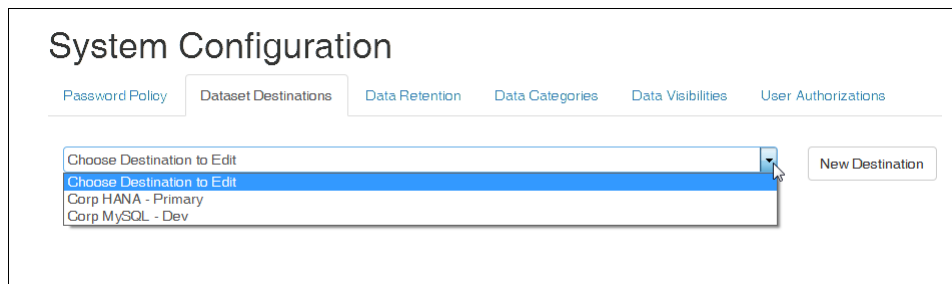 System Configuration
Password Policy Dataset Destinations Data Retention Data Categories Data Visibilities User Authorizations
Choose Destination to Edit New Destination
Choose Destination to Edit
Corp HANA - Primary
Corp MySQL - Dev